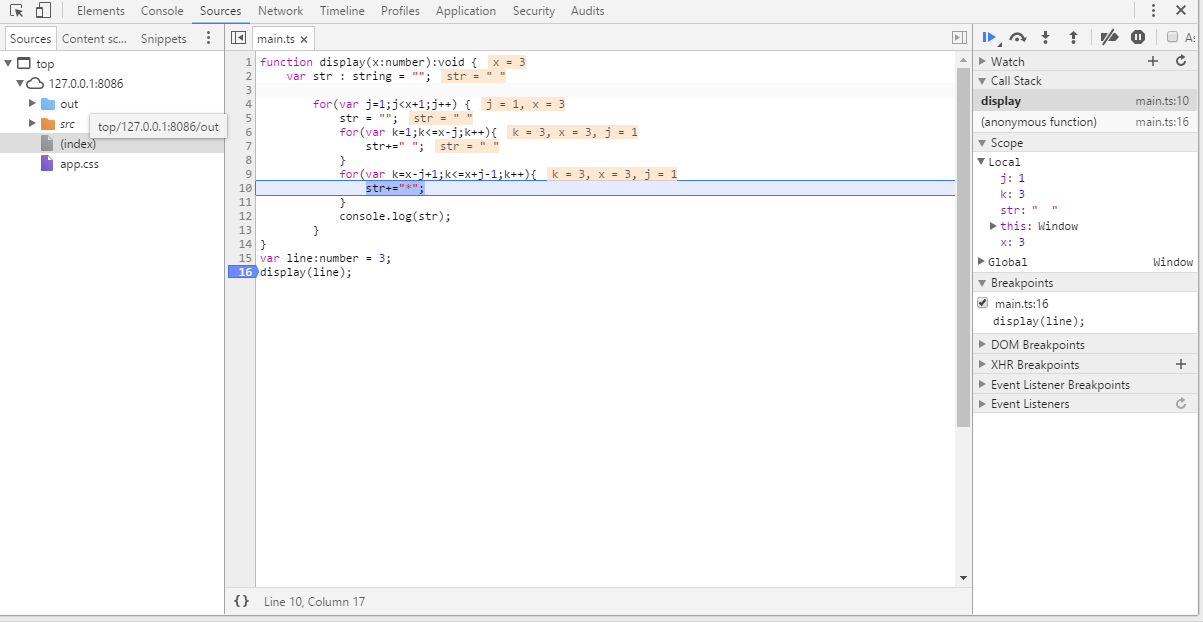 Elements Console Sources Network Timeline Profiles Application Security Audits
Sources Content sc... Snippets
main.ts ×
As
top
127.0.0.1:8086
out
src
top/127.0.0.1:8086/out
(index)
app.css
1 function display(x:number):void { x = 3
2 var str : string = ""; str = " "
3
4 for(var j=1;j<x+1;j++) { j = 1, x = 3
5 str = ""; str = " "
6 for(var k=1;k<=x-j;k++){ k = 3, x = 3, j = 1
7 str+=" "; str = " "
8 }
9 for(var k=x-j+1;k<=x+j-1;k++){ k = 3, x = 3, j = 1
10 str+="*";
11 }
12 console.log(str);
13 }
14 }
15 var line:number = 3;
16 display(line);
{} Line 10, Column 17
Watch
Call Stack
display main.ts:10
(anonymous function) main.ts:16
Scope
Local
j: 1
k: 3
str: "  "
this: Window
x: 3
Global Window
Breakpoints
main.ts:16
display(line);
DOM Breakpoints
XHR Breakpoints
Event Listener Breakpoints
Event Listeners